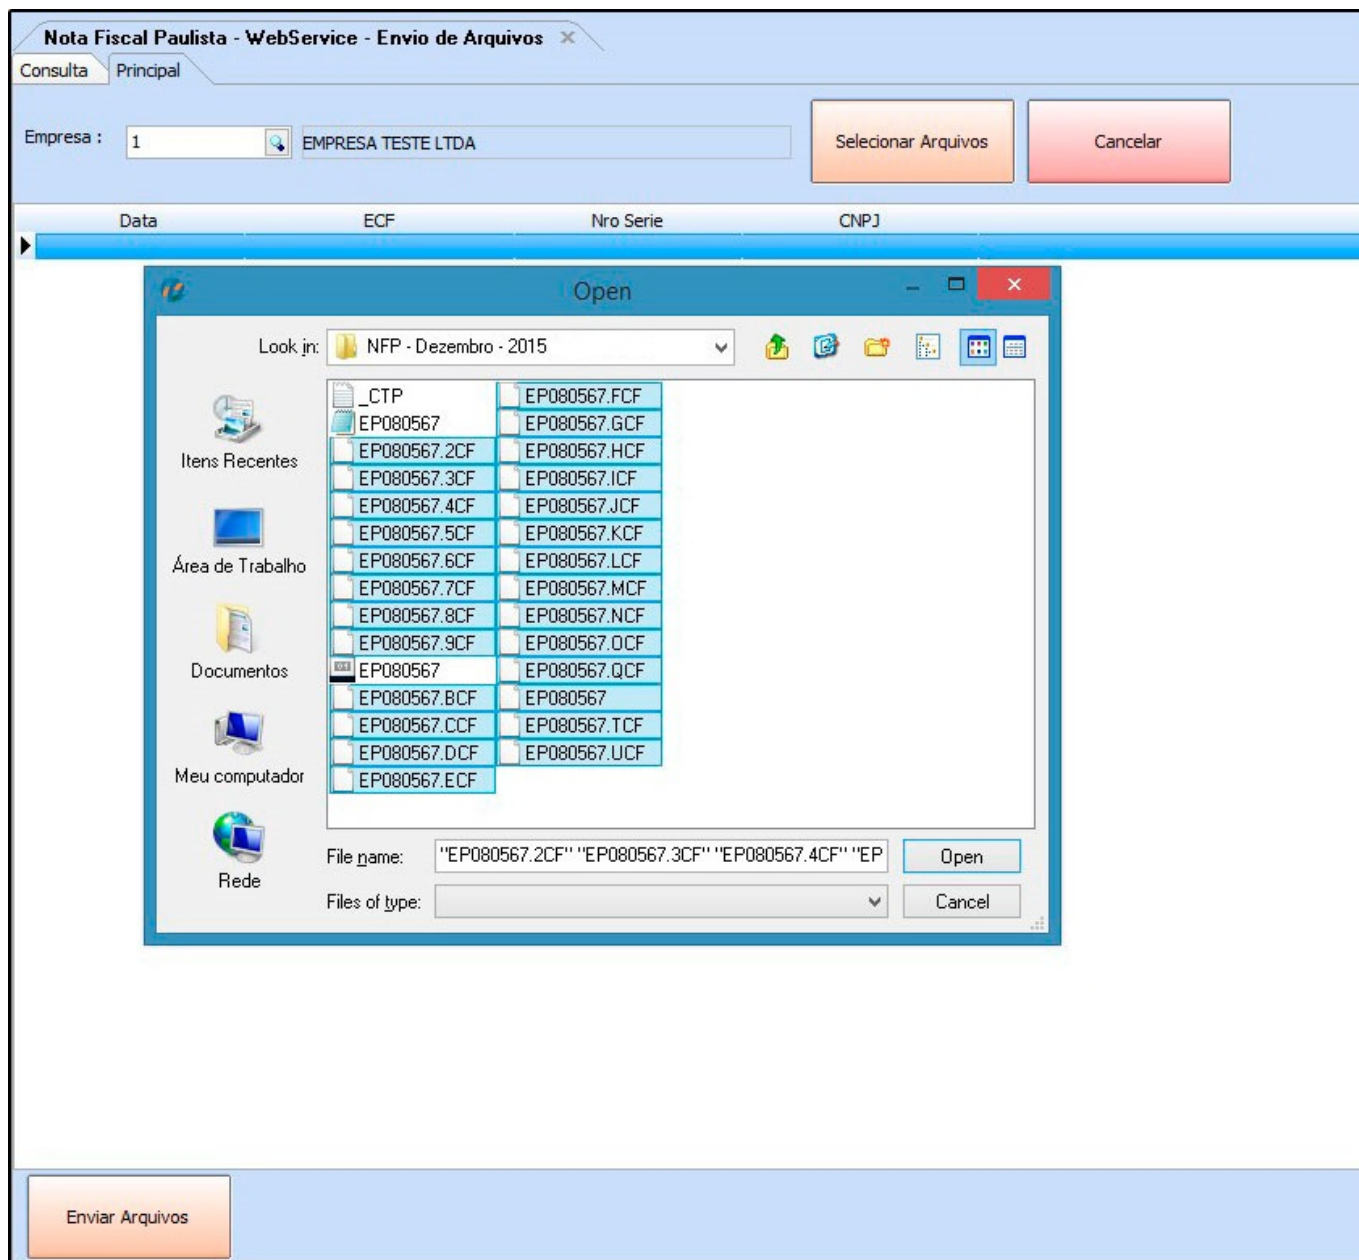 Nota Fiscal Paulista - WebService - Envio de Arquivos
Consulta Principal
Empresa : 1 EMPRESA TESTE LTDA Selecionar Arquivos Cancelar
Data ECF Nro Serie CNPJ
Open
Look in: NFP - Dezembro - 2015
Itens Recentes
Área de Trabalho
Documentos
Meu computador
Rede
_CTP
EP080567
EP080567.2CF
EP080567.3CF
EP080567.4CF
EP080567.5CF
EP080567.6CF
EP080567.7CF
EP080567.8CF
EP080567.9CF
EP080567
EP080567.BCF
EP080567.CCF
EP080567.DCF
EP080567.ECF
EP080567.FCF
EP080567.GCF
EP080567.HCF
EP080567.ICF
EP080567.JCF
EP080567.KCF
EP080567.LCF
EP080567.MCF
EP080567.NCF
EP080567.OCF
EP080567.QCF
EP080567
EP080567.TCF
EP080567.UCF
File name: "EP080567.2CF" "EP080567.3CF" "EP080567.4CF" "EP Open
Files of type: Cancel
Enviar Arquivos